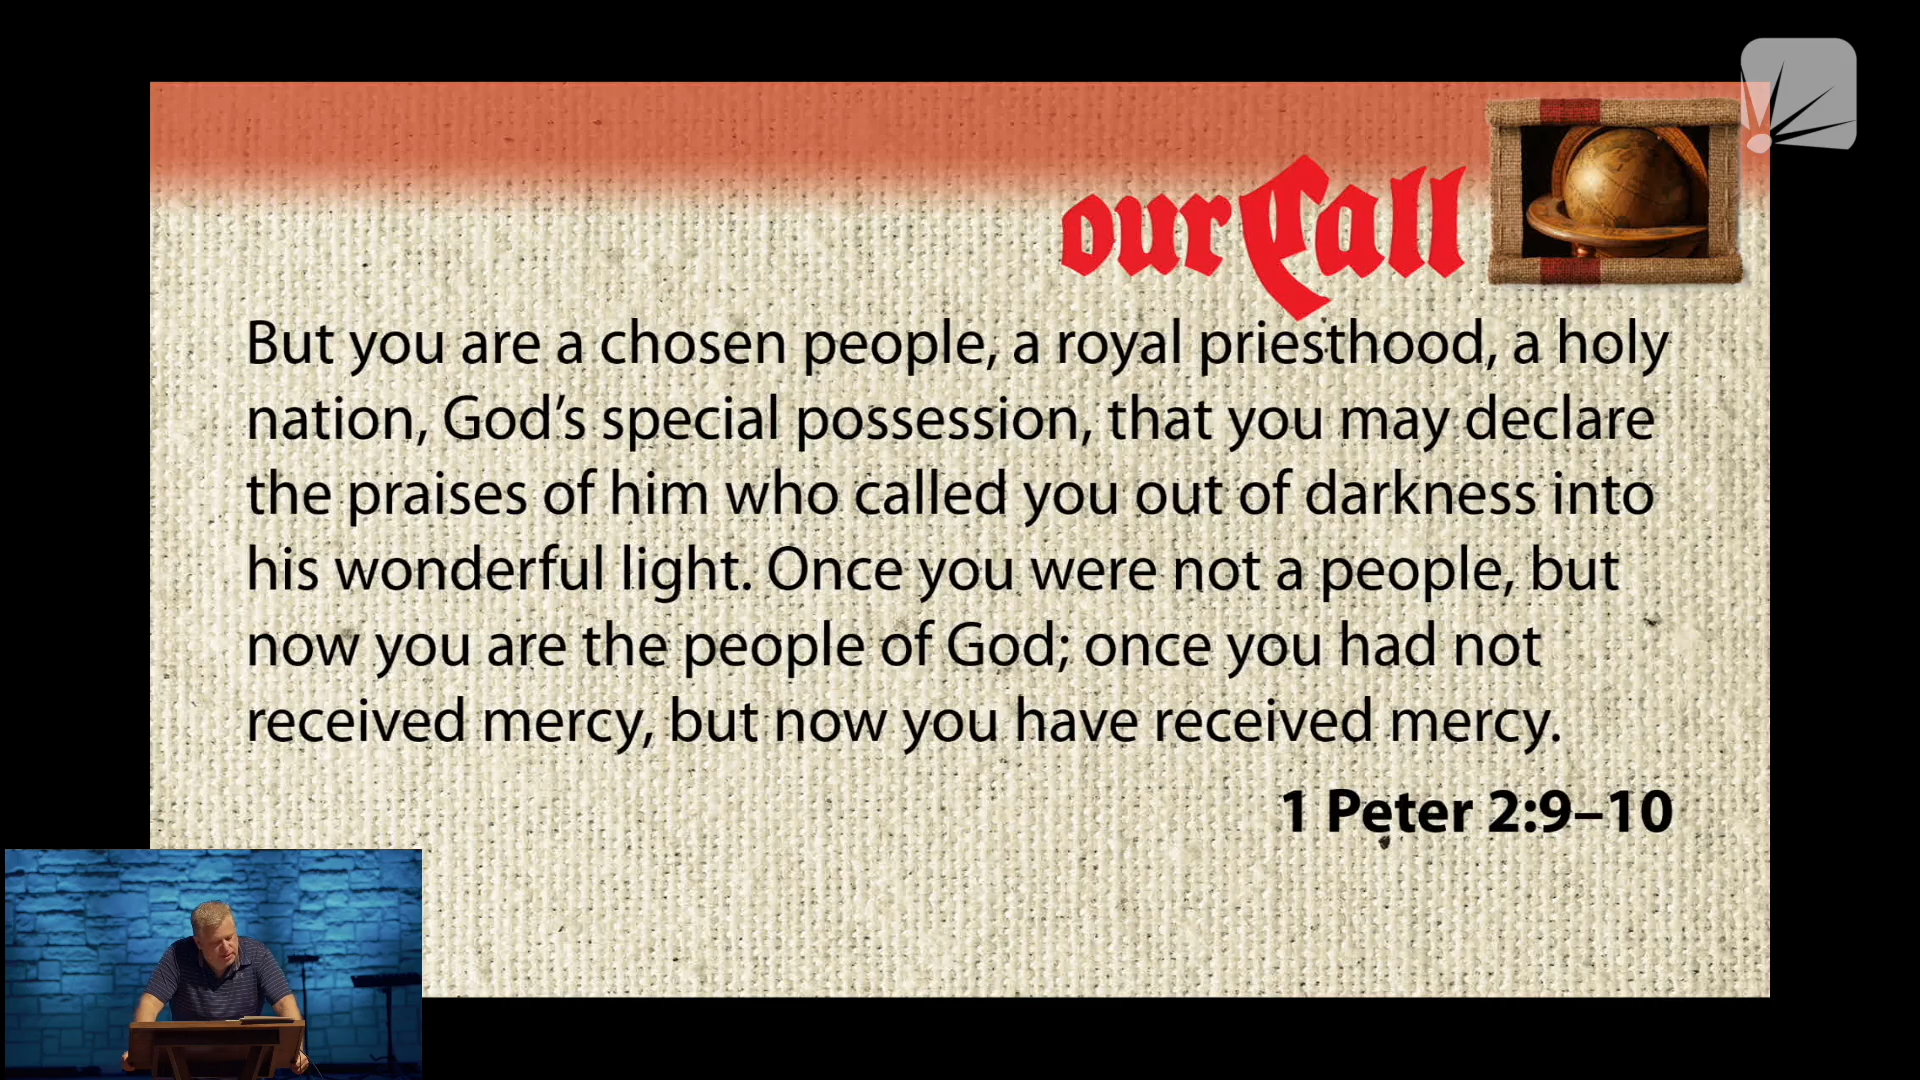 our Call
But you are a chosen people, a royal priesthood, a holy
nation, God’s special possession, that you may declare
the praises of him who called you out of darkness into
his wonderful light. Once you were not a people, but
now you are the people of God; once you had not
received mercy, but now you have received mercy.
1 Peter 2:9–10